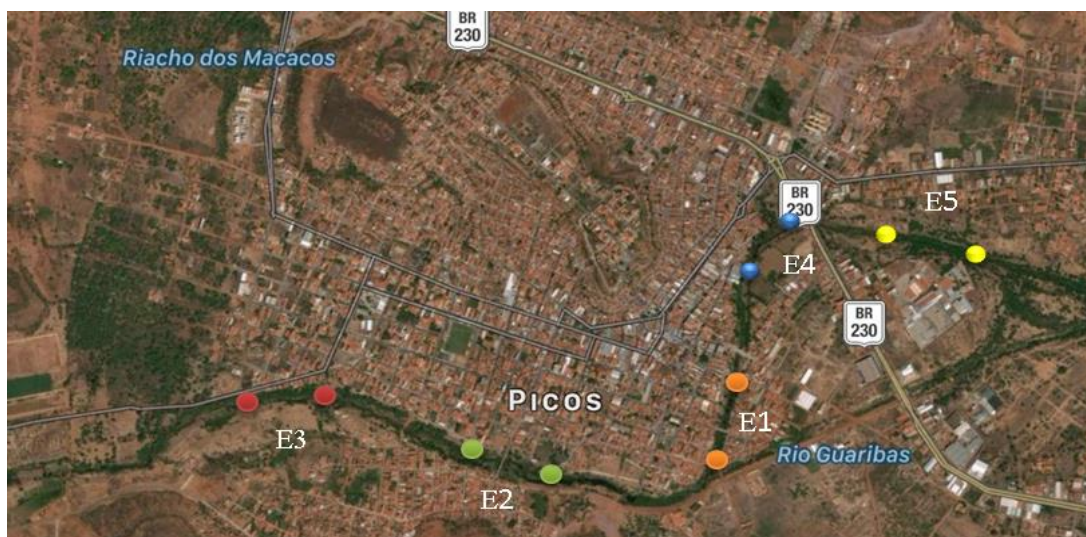 BR
230
Riacho dos Macacos
BR
230
E5
E4
BR
230
Picos
E1
E3
Rio Guaribas
E2